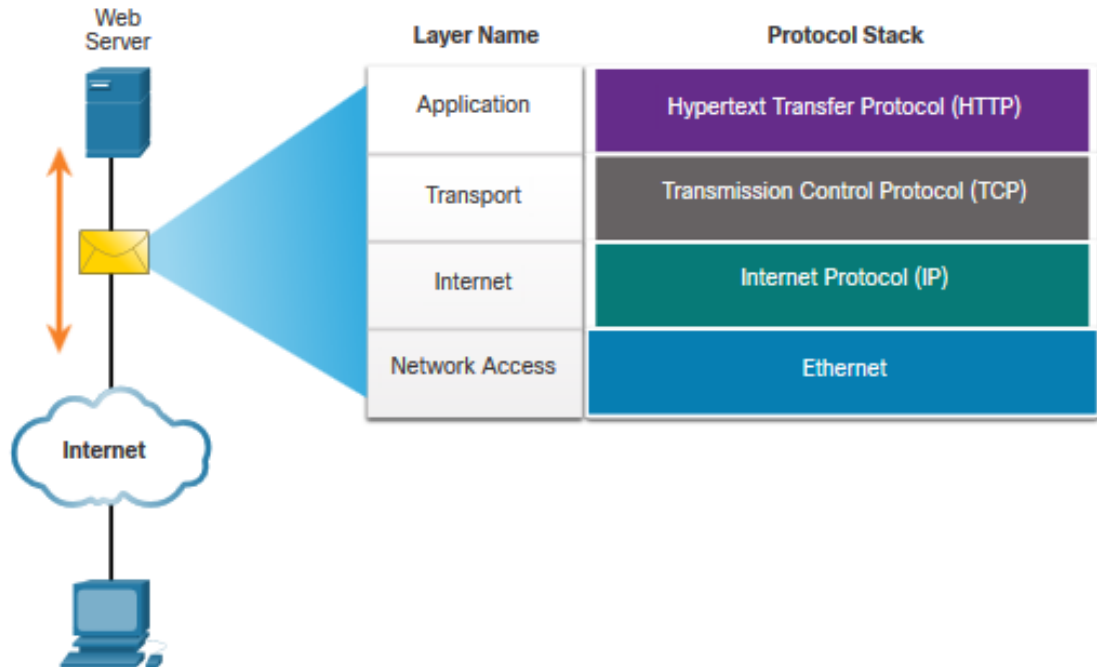 Web
Server
Layer Name
Protocol Stack
Application
Hypertext Transfer Protocol (HTTP)
Transport
Transmission Control Protocol (TCP)
Internet
Internet Protocol (IP)
Network Access
Ethernet
Internet